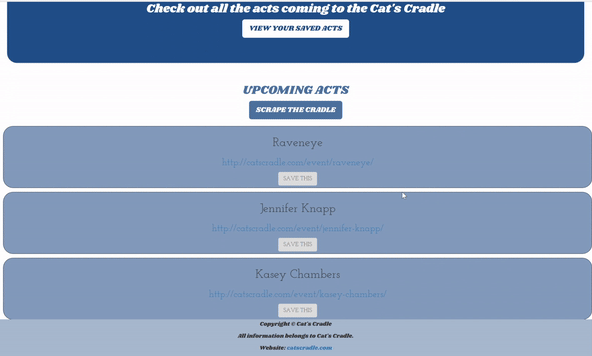 Check out all the acts coming to the Cat's Cradle
VIEW YOUR SAVED ACTS
UPCOMING ACTS
SCRAPE THE CRADLE
Raveneye
http://catscradle.com/event/raveneye/
SAVE THIS
Jennifer Knapp
http://catscradle.com/event/jennifer-knapp/
SAVE THIS
Kasey Chambers
http://catscradle.com/event/kasey-chambers/
SAVE THIS
Copyright © Cat's Cradle
All information belongs to Cat's Cradle.
Website: catscradle.com